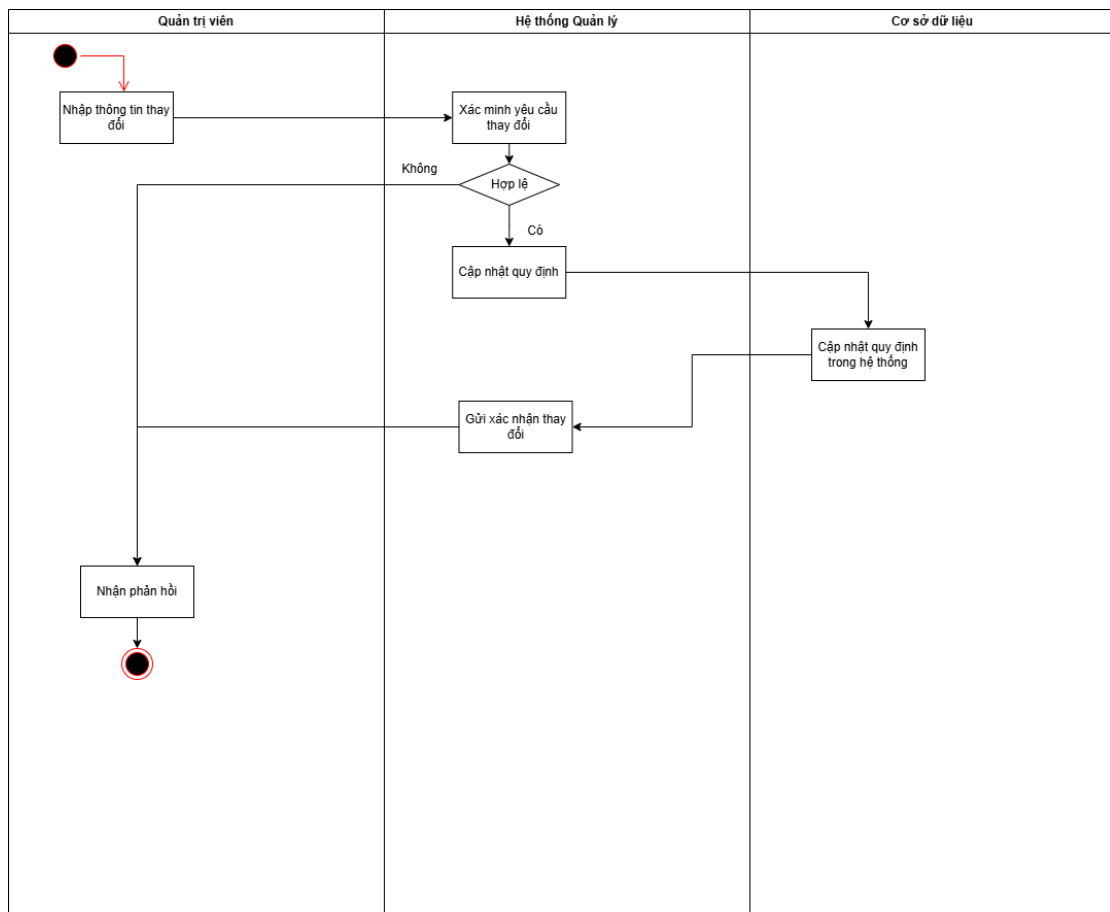 Quản trị viên
Hệ thống Quản lý
Cơ sở dữ liệu
Nhập thông tin thay
đổi
Xác minh yêu cầu
thay đổi
Không
Hợp lệ
Có
Cập nhật quy định
Cập nhật quy định
trong hệ thống
Gửi xác nhận thay
đổi
Nhận phản hồi